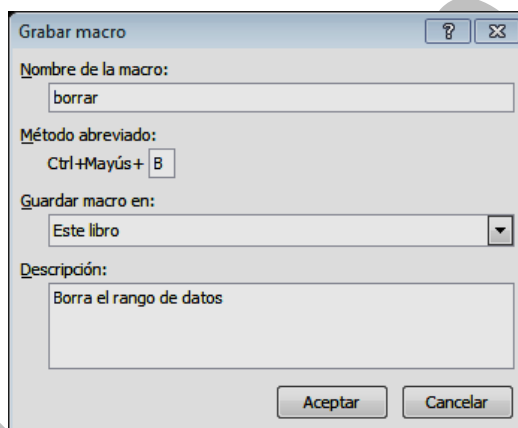 Grabar macro
Nombre de la macro:
borrar
Método abreviado:
Ctrl+Mayús+ B
Guardar macro en:
Este libro
Descripción:
Borra el rango de datos
Aceptar Cancelar